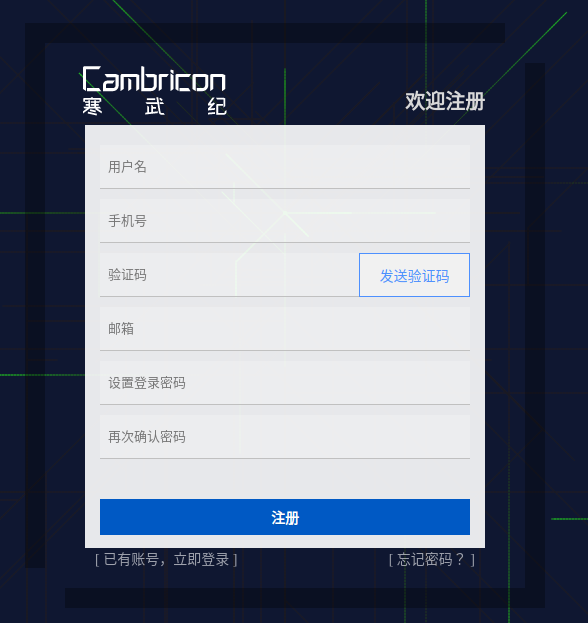 Cambricon
寒武纪
欢迎注册
用户名
手机号
验证码 发送验证码
邮箱
设置登录密码
再次确认密码
注册
[ 已有账号，立即登录 ] [ 忘记密码？]